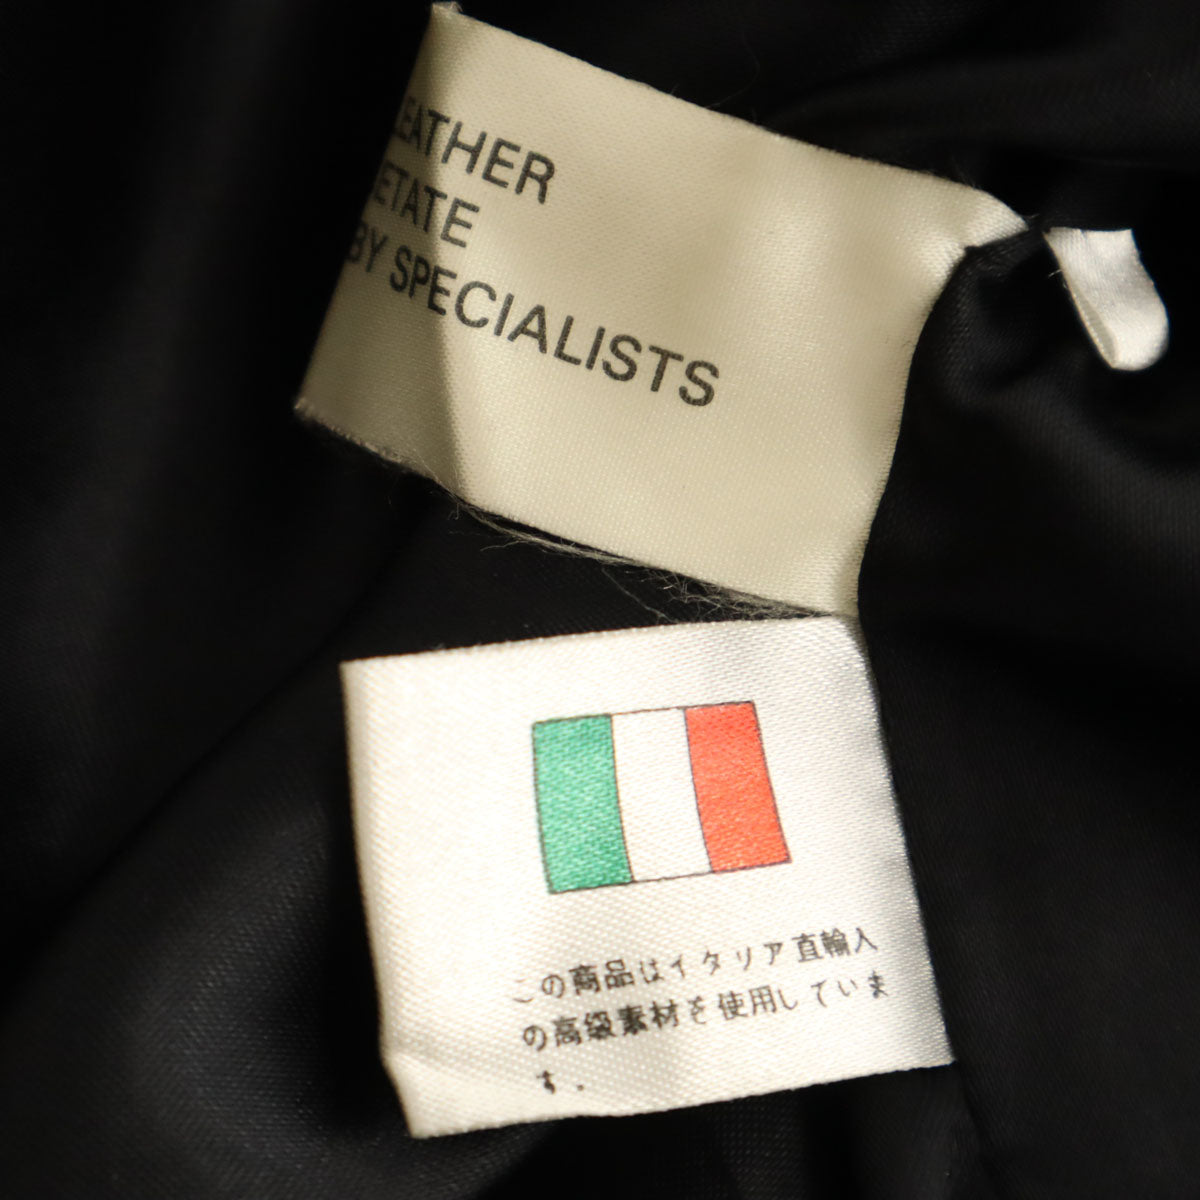 LEATHER
ETATE
BY SPECIALISTS
この商品はイタリア直輸入
の高級素材を使用していま
す.